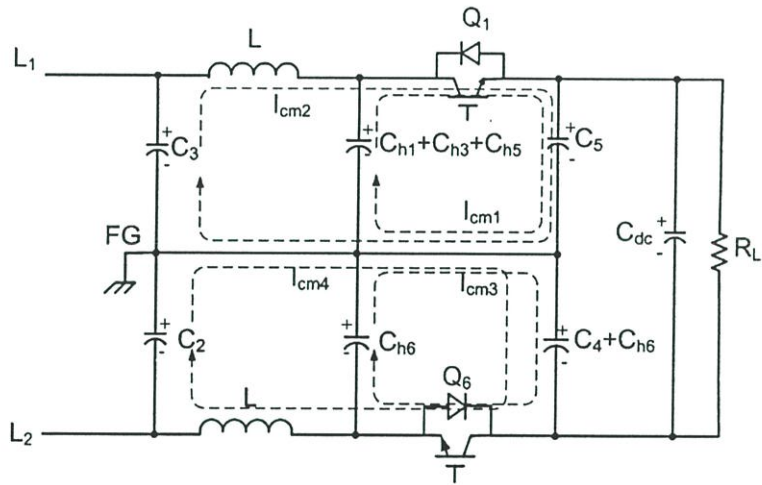 Q1
L
L1
Icm2
+
C3
-
+
Ch1+Ch3+Ch5
-
+
C5
-
Icm1
FG
Cdc
+
-
RL
Icm4
Icm3
+
C2
-
+
Ch6
-
+
C4+Ch6
-
Q6
L
L2